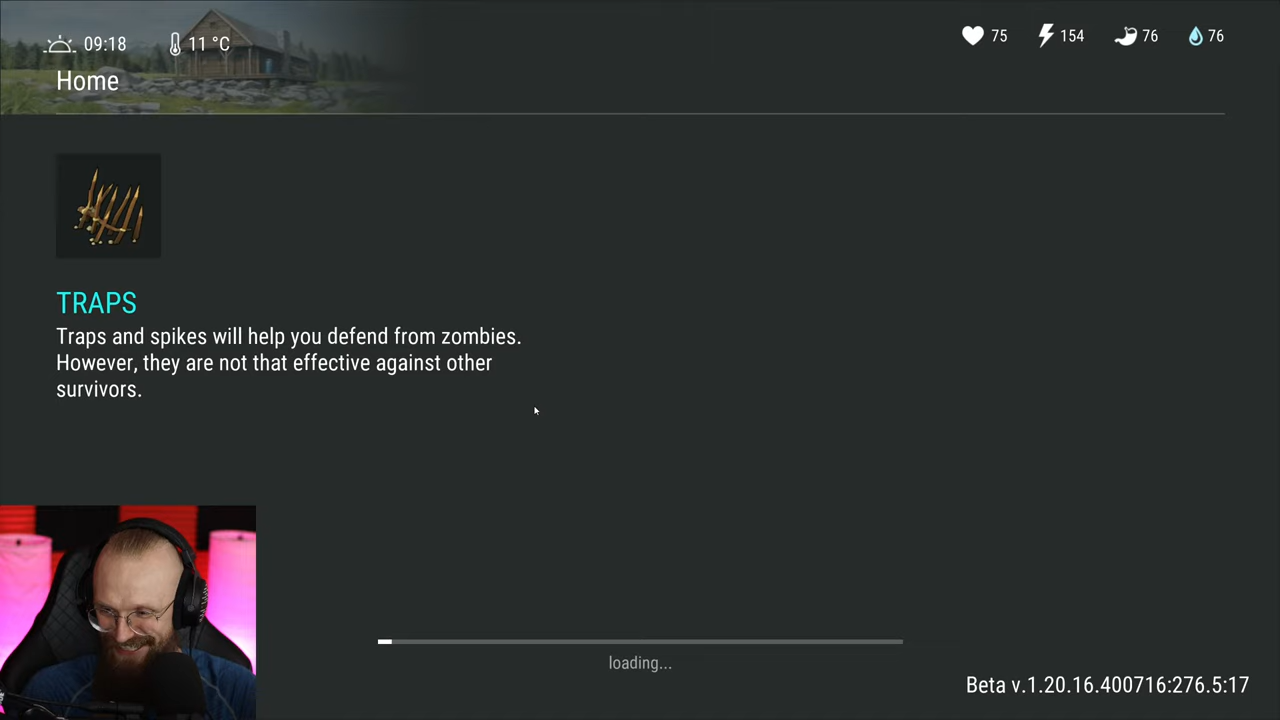 09:18 11 °C 75 154 76 76
Home
TRAPS
Traps and spikes will help you defend from zombies.
However, they are not that effective against other
survivors.
loading...
Beta v.1.20.16.400716:276.5:17